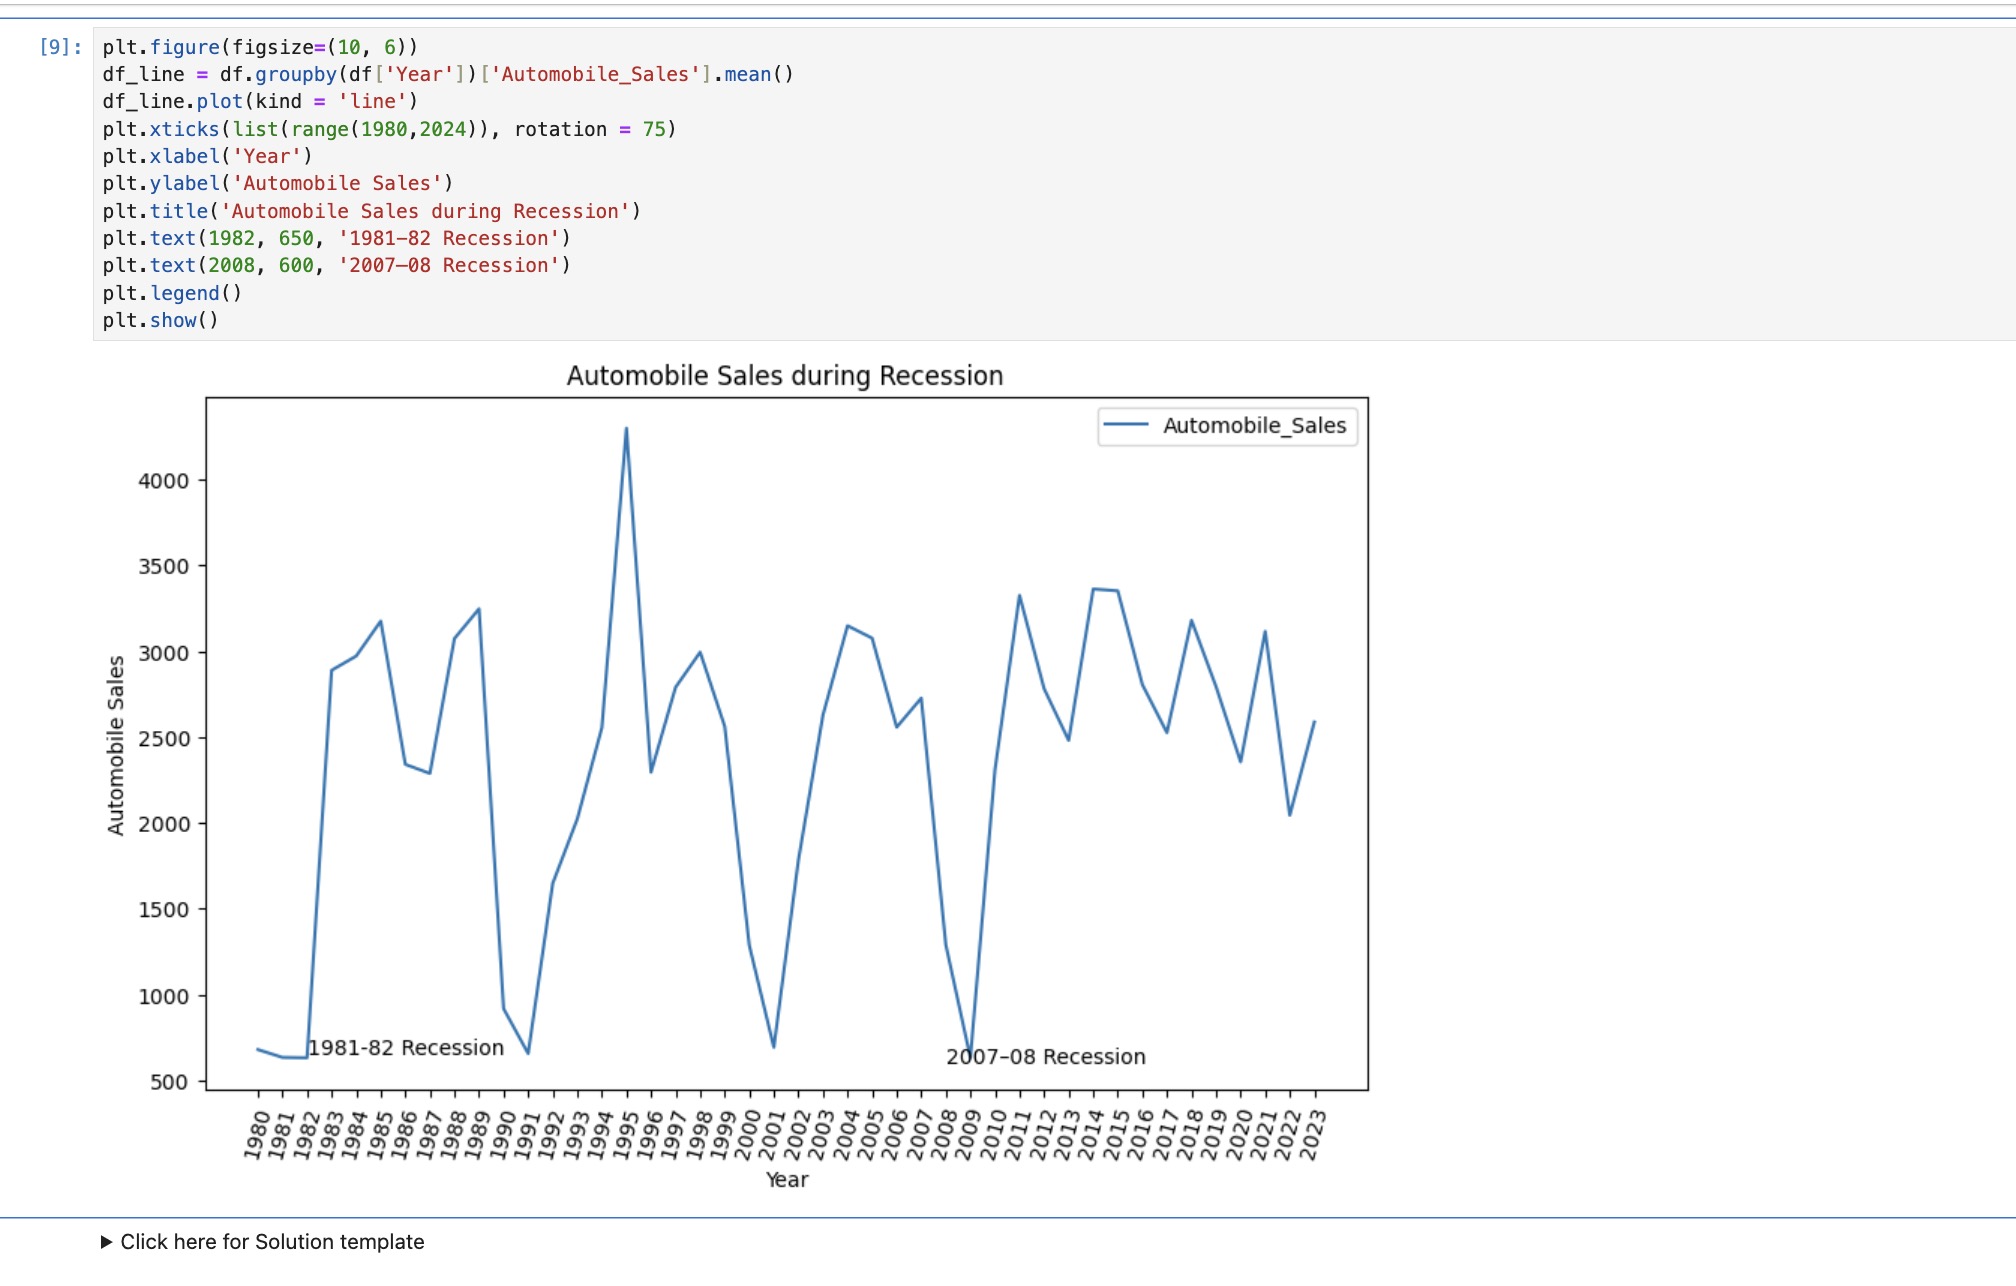 [9]:
plt.figure(figsize=(10, 6))
df_line = df.groupby(df['Year'])['Automobile_Sales'].mean()
df_line.plot(kind = 'line')
plt.xticks(list(range(1980,2024)), rotation = 75)
plt.xlabel('Year')
plt.ylabel('Automobile Sales')
plt.title('Automobile Sales during Recession')
plt.text(1982, 650, '1981-82 Recession')
plt.text(2008, 600, '2007–08 Recession')
plt.legend()
plt.show()
Automobile Sales during Recession
Automobile_Sales
4000
3500
3000
2500
2000
1500
1000
500
Automobile Sales
1981-82 Recession
2007–08 Recession
1980
1981
1982
1983
1984
1985
1986
1987
1988
1989
1990
1991
1992
1993
1994
1995
1996
1997
1998
1999
2000
2001
2002
2003
2004
2005
2006
2007
2008
2009
2010
2011
2012
2013
2014
2015
2016
2017
2018
2019
2020
2021
2022
2023
Year
Click here for Solution template